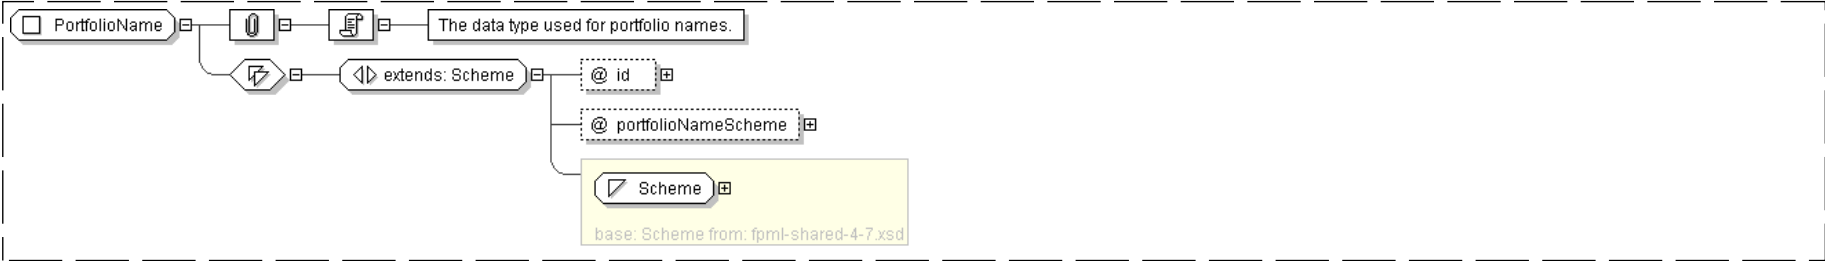 PortfolioName
The data type used for portfolio names.
extends: Scheme
@ id
@ portfolioNameScheme
Scheme
base: Scheme from: fpml-shared-4-7.xsd